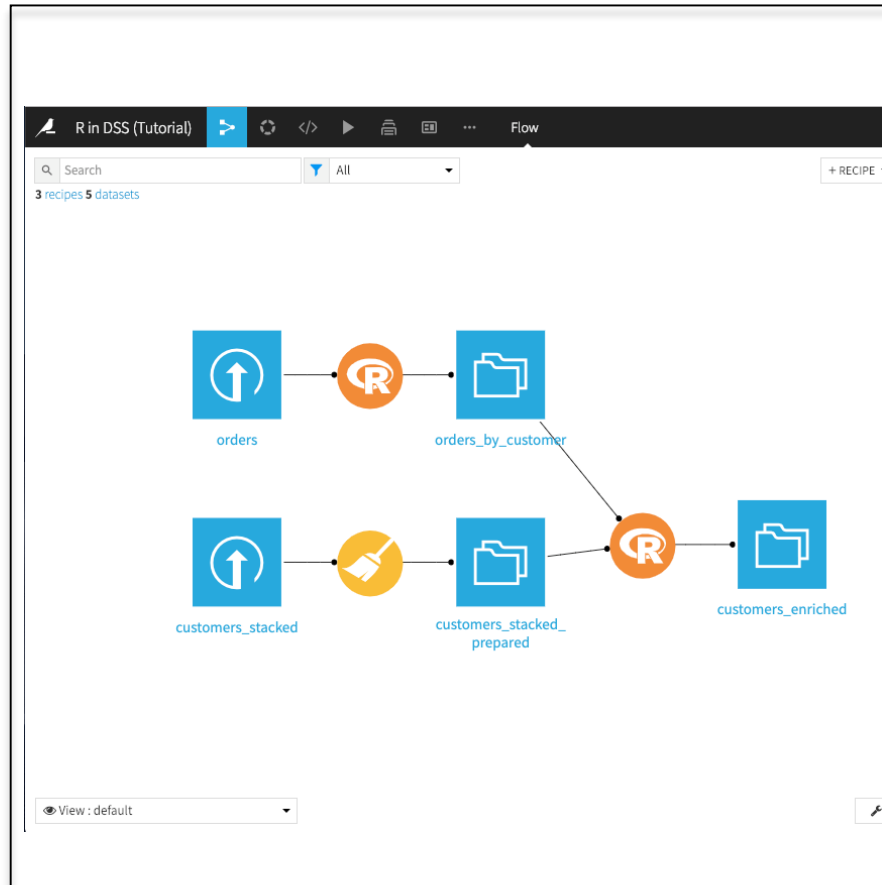 R in DSS (Tutorial)
</>
...
Flow
Search
All
+ RECIPE
3 recipes 5 datasets
R
orders
orders_by_customer
R
customers_stacked
customers_stacked_
prepared
customers_enriched
View : default